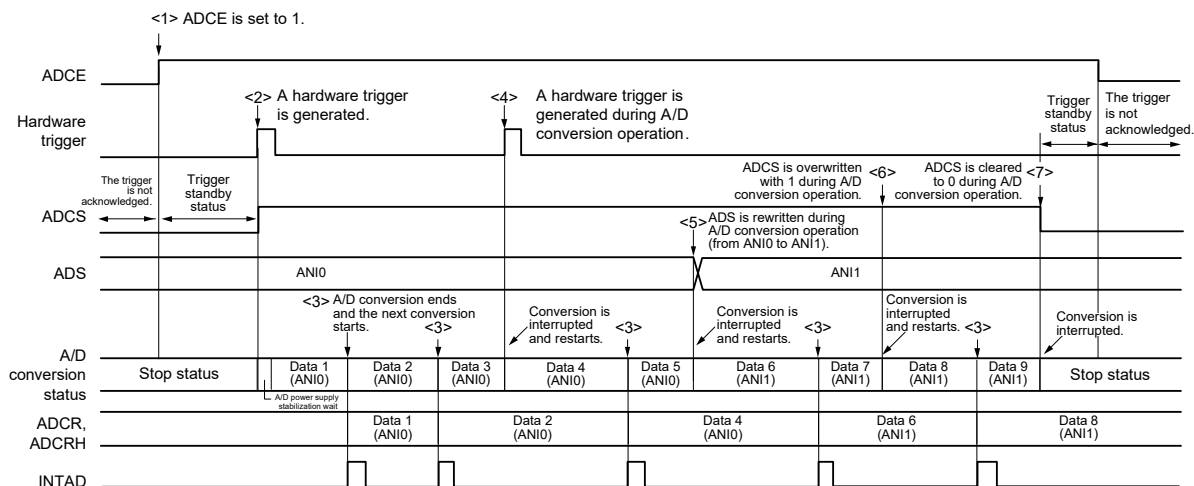 <1> ADCE is set to 1.
ADCE
<2> A hardware trigger
is generated.
<4> A hardware trigger is
generated during A/D
conversion operation.
Trigger
standby
status
The trigger
is not
acknowledged.
Hardware
trigger
The trigger
is not
acknowledged.
Trigger
standby
status
ADCS is overwritten
with 1 during A/D
conversion operation.
<6>
ADCS is cleared
to 0 during A/D
conversion operation.
<7>
ADCS
<5> ADS is rewritten during
A/D conversion operation
(from ANI0 to ANI1).
ADS
ANI0
ANI1
<3> A/D conversion ends
and the next conversion
starts.
<3>
Conversion is
interrupted
and restarts.
<3>
Conversion is
interrupted
and restarts.
<3>
Conversion is
interrupted
and restarts.
<3>
Conversion is
interrupted.
A/D
conversion
status
Stop status
A/D power supply
stabilization wait
Data 1
(ANI0)
Data 2
(ANI0)
Data 3
(ANI0)
Data 4
(ANI0)
Data 5
(ANI0)
Data 6
(ANI1)
Data 7
(ANI1)
Data 8
(ANI1)
Data 9
(ANI1)
Stop status
ADCR,
ADCRH
Data 1
(ANI0)
Data 2
(ANI0)
Data 4
(ANI0)
Data 6
(ANI1)
Data 8
(ANI1)
INTAD